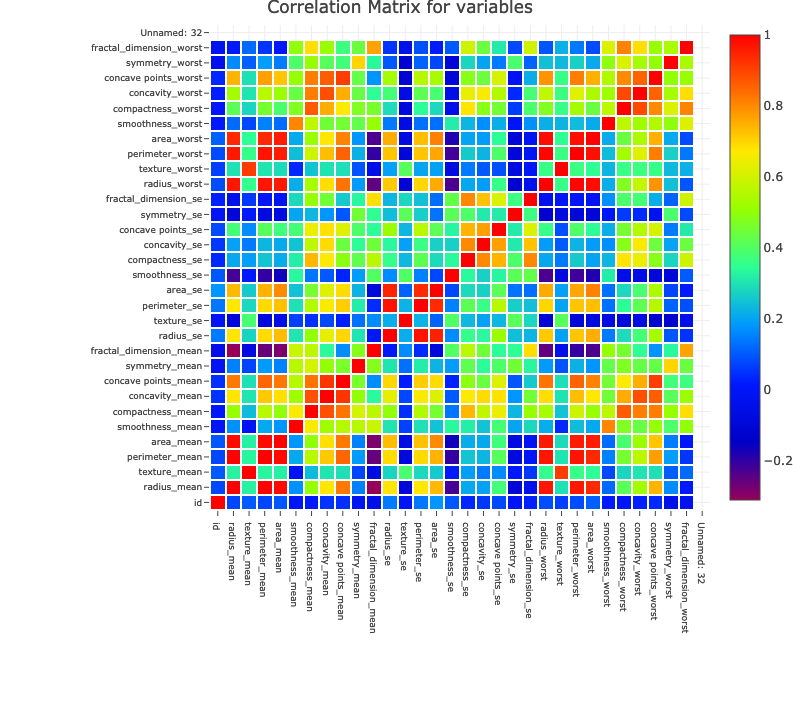 Correlation Matrix for variables
Unnamed: 32
fractal_dimension_worst
symmetry_worst
concave points_worst
concavity_worst
compactness_worst
smoothness_worst
area_worst
perimeter_worst
texture_worst
radius_worst
fractal_dimension_se
symmetry_se
concave points_se
concavity_se
compactness_se
smoothness_se
area_se
perimeter_se
texture_se
radius_se
fractal_dimension_mean
symmetry_mean
concave points_mean
concavity_mean
compactness_mean
smoothness_mean
area_mean
perimeter_mean
texture_mean
radius_mean
id
id
radius_mean
texture_mean
perimeter_mean
area_mean
smoothness_mean
compactness_mean
concavity_mean
concave points_mean
symmetry_mean
fractal_dimension_mean
radius_se
texture_se
perimeter_se
area_se
smoothness_se
compactness_se
concavity_se
concave points_se
symmetry_se
fractal_dimension_se
radius_worst
texture_worst
perimeter_worst
area_worst
smoothness_worst
compactness_worst
concavity_worst
concave points_worst
symmetry_worst
fractal_dimension_worst
Unnamed: 32
1
0.8
0.6
0.4
0.2
0
−0.2